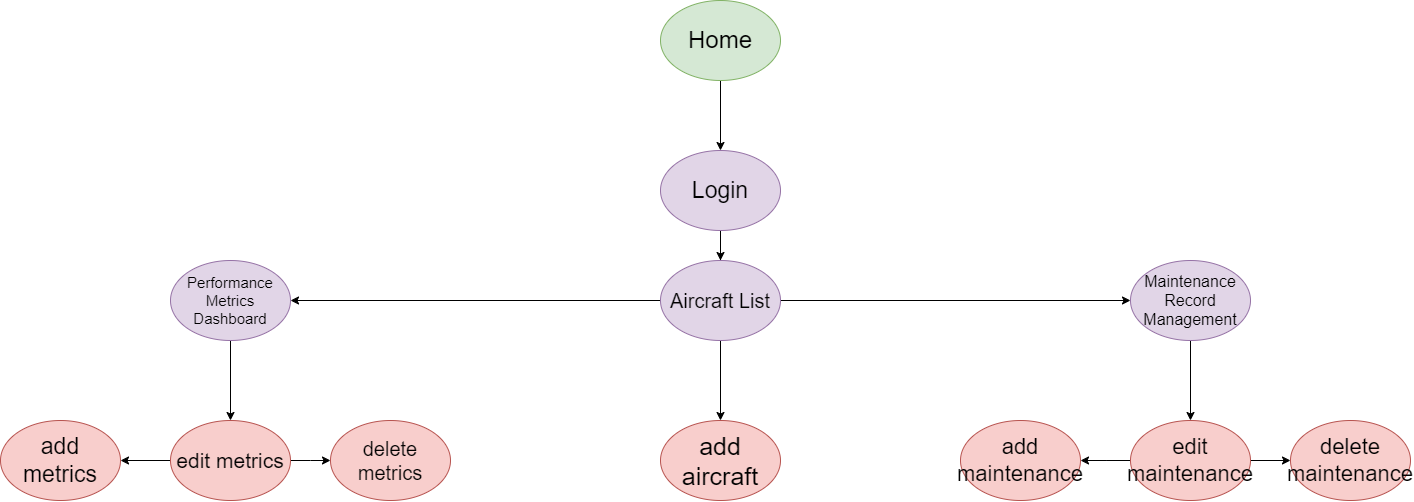 Home
Login
Performance
Metrics
Dashboard
Aircraft List
Maintenance
Record
Management
add
metrics
edit metrics
delete
metrics
add
aircraft
add
maintenance
edit
maintenance
delete
maintenance